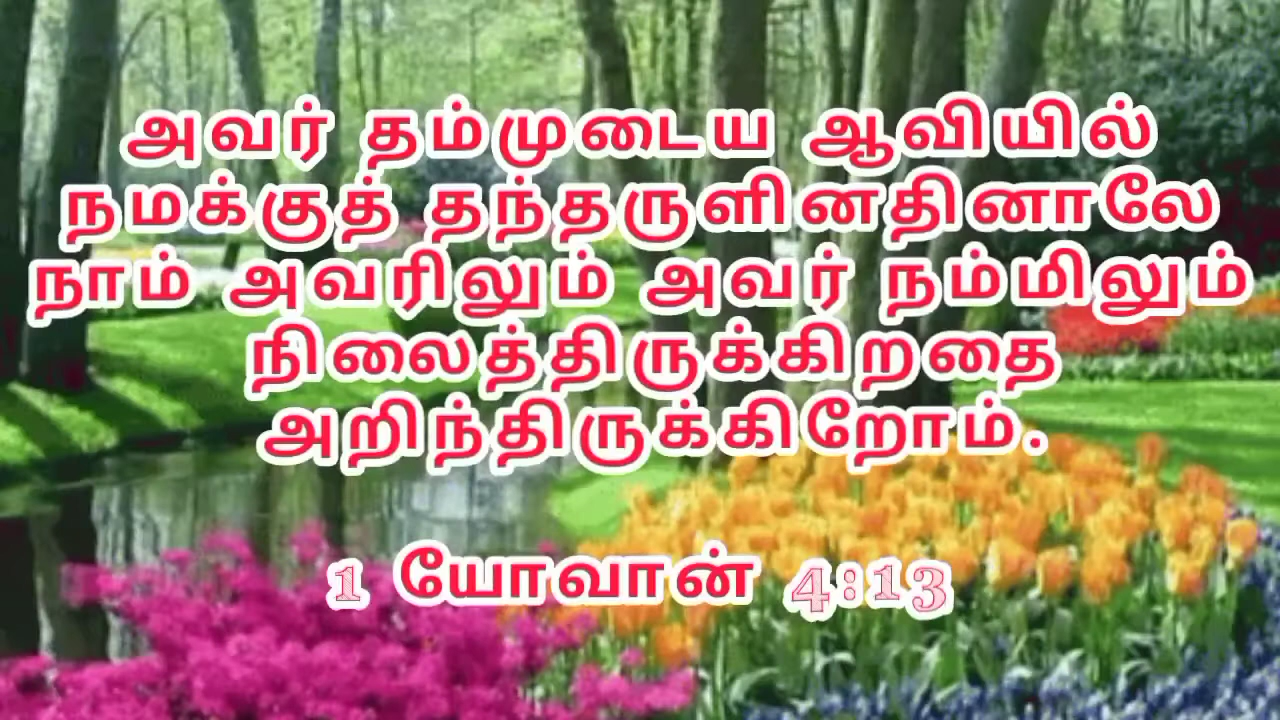 அவர் தம்முடைய ஆவியில்
நமக்குத் தந்தருளினதினாலே
நாம் அவரிலும் அவர் நம்மிலும்
நிலைத்திருக்கிறதை
அறிந்திருக்கிறோம்.
1 யோவான் 4:13